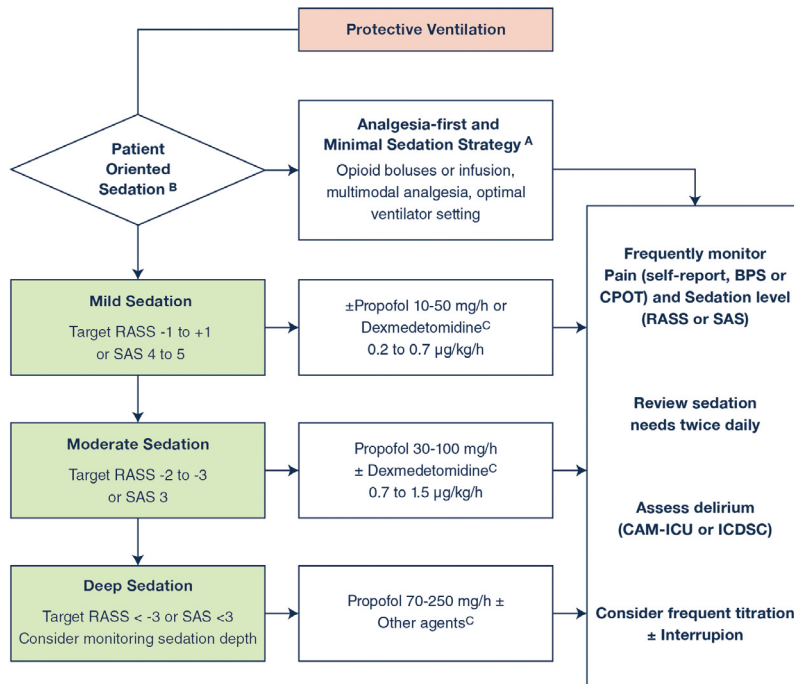 Protective Ventilation
Patient
Oriented
Sedation B
Analgesia-first and
Minimal Sedation Strategy A
Opioid boluses or infusion,
multimodal analgesia, optimal
ventilator setting
Mild Sedation
Target RASS -1 to +1
or SAS 4 to 5
±Propofol 10-50 mg/h or
DexmedetomidineC
0.2 to 0.7 µg/kg/h
Moderate Sedation
Target RASS -2 to -3
or SAS 3
Propofol 30-100 mg/h
± DexmedetomidineC
0.7 to 1.5 µg/kg/h
Deep Sedation
Target RASS < -3 or SAS <3
Consider monitoring sedation depth
Propofol 70-250 mg/h ±
Other agentsC
Frequently monitor
Pain (self-report, BPS or
CPOT) and Sedation level
(RASS or SAS)
Review sedation
needs twice daily
Assess delirium
(CAM-ICU or ICDSC)
Consider frequent titration
± Interrupion